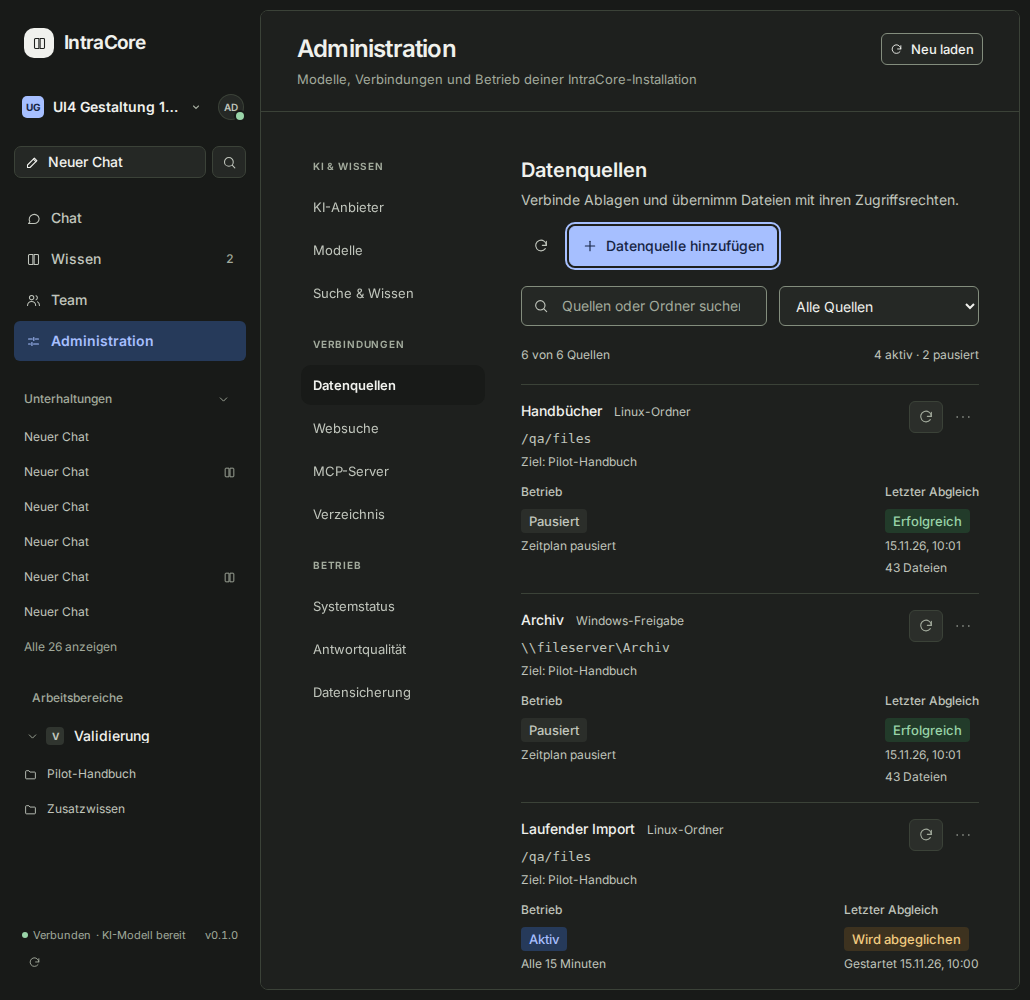 IntraCore
UG UI4 Gestaltung 1... AD
Neuer Chat
Chat
Wissen 2
Team
Administration
Unterhaltungen
Neuer Chat
Neuer Chat
Neuer Chat
Neuer Chat
Neuer Chat
Neuer Chat
Alle 26 anzeigen
Arbeitsbereiche
V Validierung
Pilot-Handbuch
Zusatzwissen
Verbunden · KI-Modell bereit v0.1.0
Administration
Modelle, Verbindungen und Betrieb deiner IntraCore-Installation
Neu laden
KI & WISSEN
KI-Anbieter
Modelle
Suche & Wissen
VERBINDUNGEN
Datenquellen
Websuche
MCP-Server
Verzeichnis
BETRIEB
Systemstatus
Antwortqualität
Datensicherung
Datenquellen
Verbinde Ablagen und übernimm Dateien mit ihren Zugriffsrechten.
Datenquelle hinzufügen
Quellen oder Ordner suchen
Alle Quellen
6 von 6 Quellen 4 aktiv · 2 pausiert
Handbücher Linux-Ordner
/qa/files
Ziel: Pilot-Handbuch
Betrieb Letzter Abgleich
Pausiert Erfolgreich
Zeitplan pausiert 15.11.26, 10:01
43 Dateien
Archiv Windows-Freigabe
\\fileserver\Archiv
Ziel: Pilot-Handbuch
Betrieb Letzter Abgleich
Pausiert Erfolgreich
Zeitplan pausiert 15.11.26, 10:01
43 Dateien
Laufender Import Linux-Ordner
/qa/files
Ziel: Pilot-Handbuch
Betrieb Letzter Abgleich
Aktiv Wird abgeglichen
Alle 15 Minuten Gestartet 15.11.26, 10:00